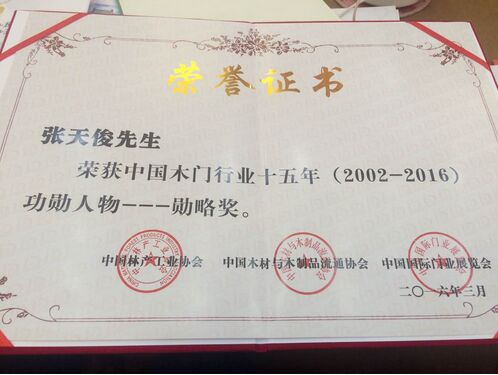 荣誉证书
张天俊先生
荣获中国木门行业十五年（2002-2016）
功勋人物---勋略奖。
中国林产工业协会 中国木材与木制品流通协会 中国国际门业展览会
二〇一六年三月